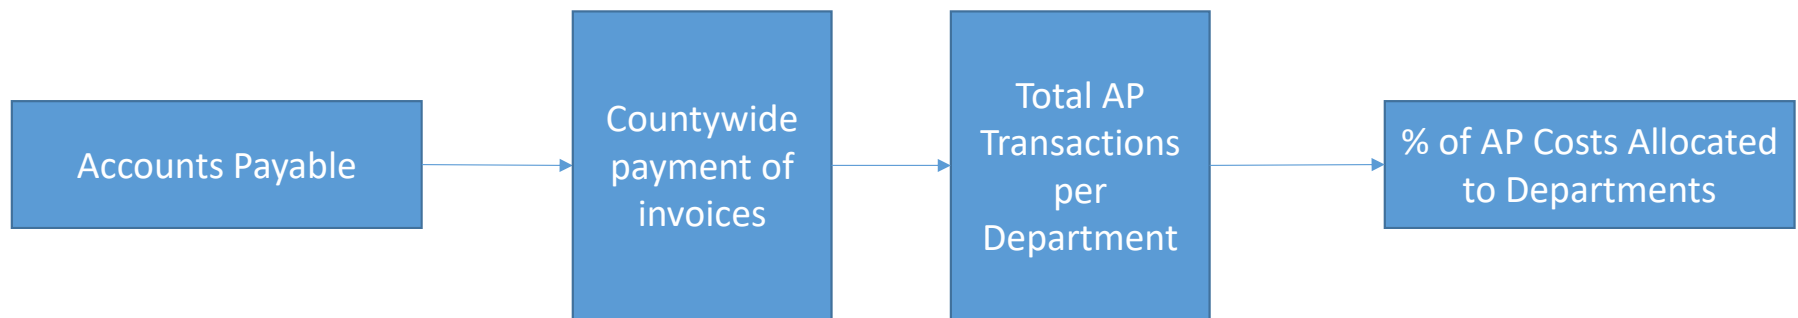 Accounts Payable
Countywide
payment of
invoices
Total AP
Transactions
per
Department
% of AP Costs Allocated
to Departments